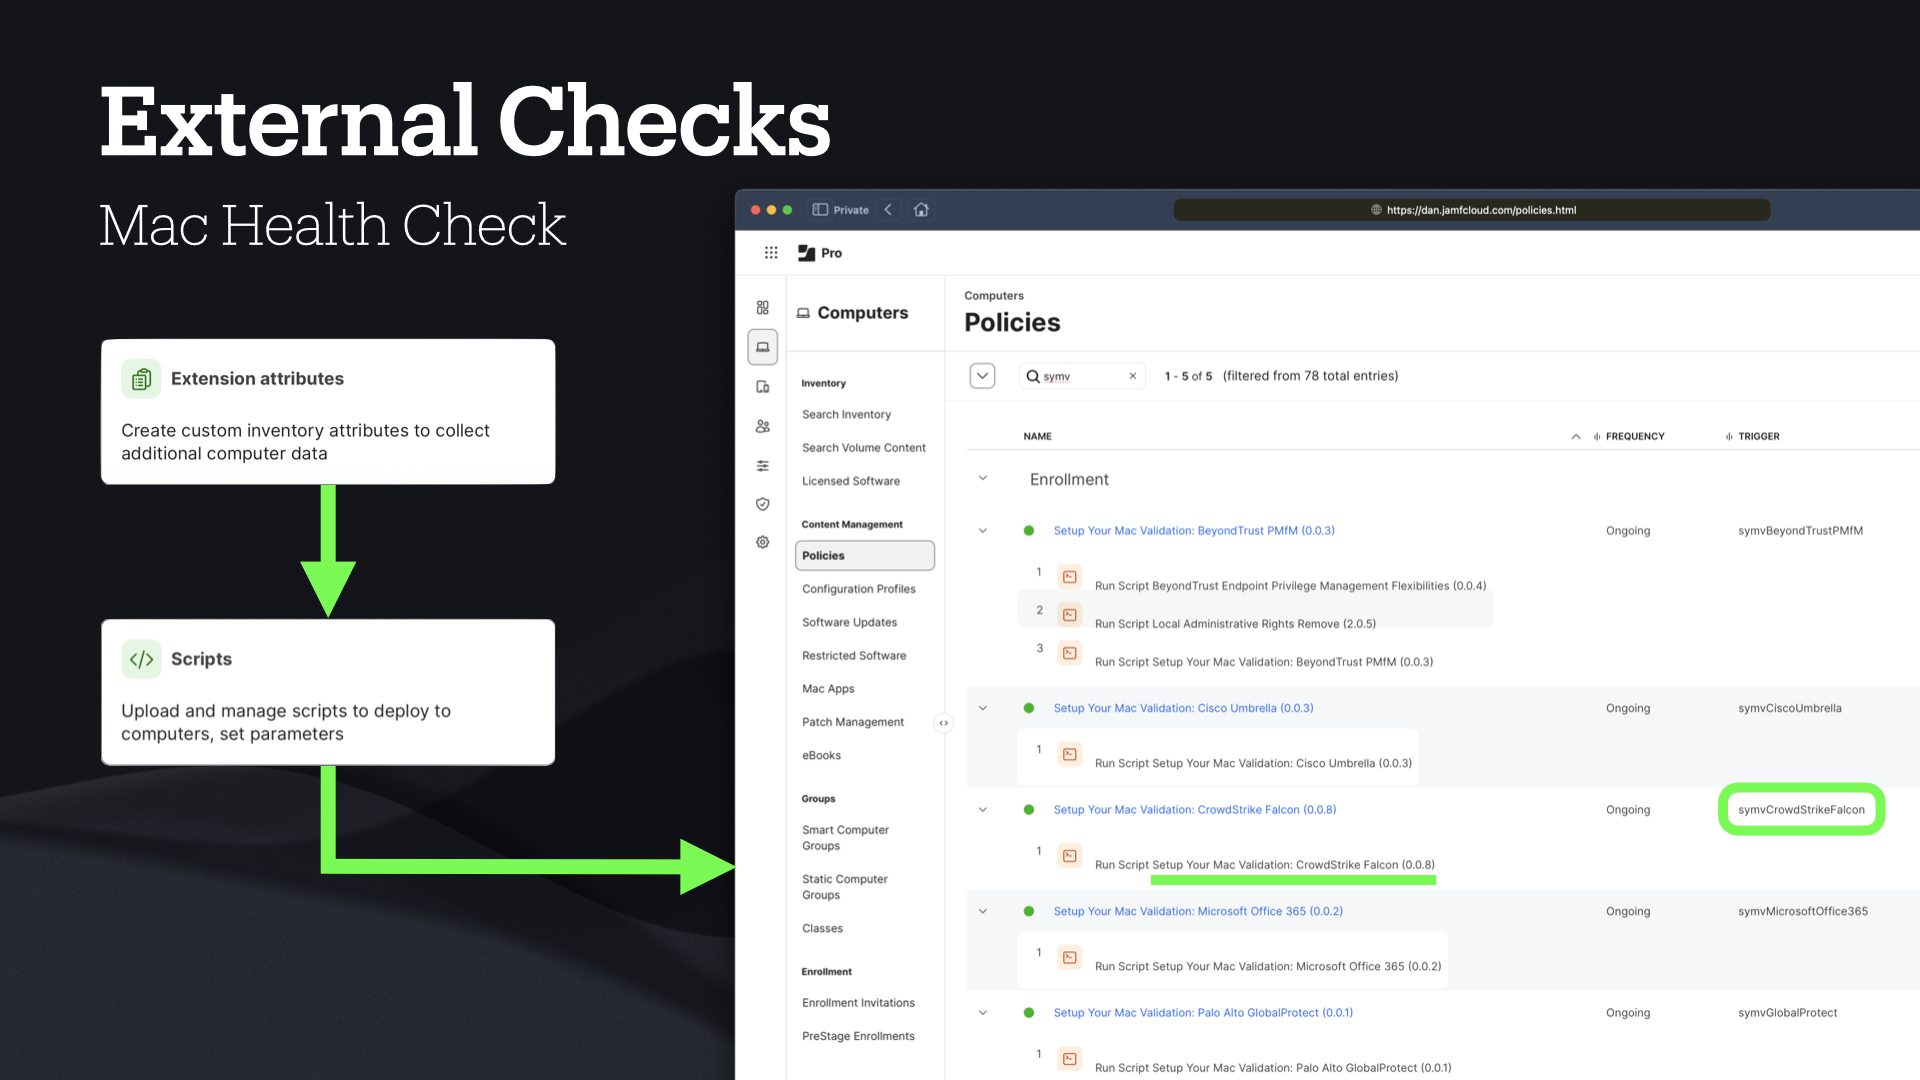 External Checks
Mac Health Check
Extension attributes
Create custom inventory attributes to collect
additional computer data
Scripts
Upload and manage scripts to deploy to
computers, set parameters
Private
https://dan.jamfcloud.com/policies.html
Pro
Computers
Inventory
Search Inventory
Search Volume Content
Licensed Software
Content Management
Policies
Configuration Profiles
Software Updates
Restricted Software
Mac Apps
Patch Management
eBooks
Groups
Smart Computer
Groups
Static Computer
Groups
Classes
Enrollment
Enrollment Invitations
PreStage Enrollments
Computers
Policies
symv
1 - 5 of 5 (filtered from 78 total entries)
NAME FREQUENCY TRIGGER
Enrollment
Setup Your Mac Validation: BeyondTrust PMfM (0.0.3) Ongoing symvBeyondTrustPMfM
1 Run Script BeyondTrust Endpoint Privilege Management Flexibilities (0.0.4)
2 Run Script Local Administrative Rights Remove (2.0.5)
3 Run Script Setup Your Mac Validation: BeyondTrust PMfM (0.0.3)
Setup Your Mac Validation: Cisco Umbrella (0.0.3) Ongoing symvCiscoUmbrella
1 Run Script Setup Your Mac Validation: Cisco Umbrella (0.0.3)
Setup Your Mac Validation: CrowdStrike Falcon (0.0.8) Ongoing symvCrowdStrikeFalcon
1 Run Script Setup Your Mac Validation: CrowdStrike Falcon (0.0.8)
Setup Your Mac Validation: Microsoft Office 365 (0.0.2) Ongoing symvMicrosoftOffice365
1 Run Script Setup Your Mac Validation: Microsoft Office 365 (0.0.2)
Setup Your Mac Validation: Palo Alto GlobalProtect (0.0.1) Ongoing symvGlobalProtect
1 Run Script Setup Your Mac Validation: Palo Alto GlobalProtect (0.0.1)